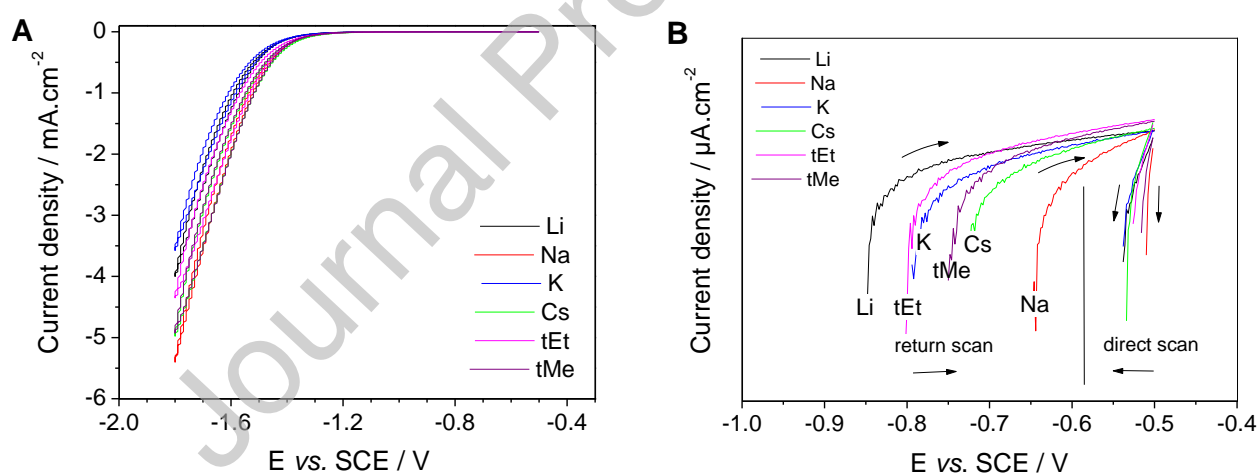 A
Current density / mA.cm-2
0
-1
-2
-3
-4
-5
-6
-2.0
-1.6
-1.2
-0.8
-0.4
E vs. SCE / V
Li
Na
K
Cs
tEt
tMe
Journal Pre
B
Current density / µA.cm-2
Li
Na
K
Cs
tEt
tMe
Li
tEt
K
tMe
Cs
Na
return scan
direct scan
-1.0
-0.9
-0.8
-0.7
-0.6
-0.5
-0.4
E vs. SCE / V